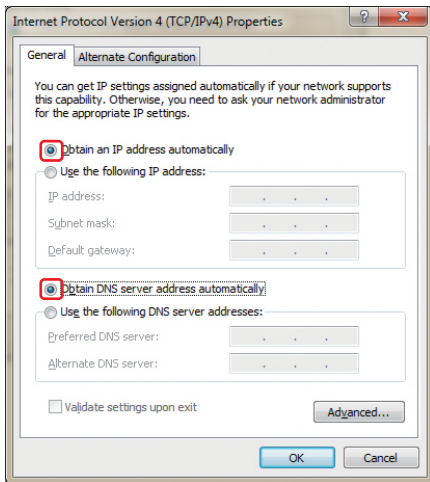 Internet Protocol Version 4 (TCP/IPv4) Properties
General
Alternate Configuration
You can get IP settings assigned automatically if your network supports
this capability. Otherwise, you need to ask your network administrator
for the appropriate IP settings.
Obtain an IP address automatically
Use the following IP address:
IP address:
Subnet mask:
Default gateway:
Obtain DNS server address automatically
Use the following DNS server addresses:
Preferred DNS server:
Alternate DNS server:
Validate settings upon exit
Advanced...
OK
Cancel